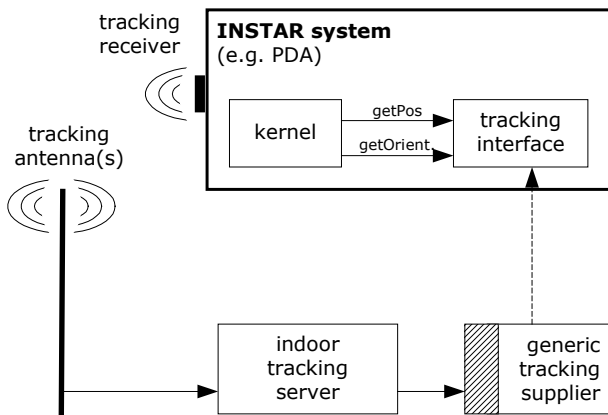 tracking
receiver
INSTAR system
(e.g. PDA)
kernel
getPos
getOrient
tracking
interface
tracking
antenna(s)
indoor
tracking
server
generic
tracking
supplier